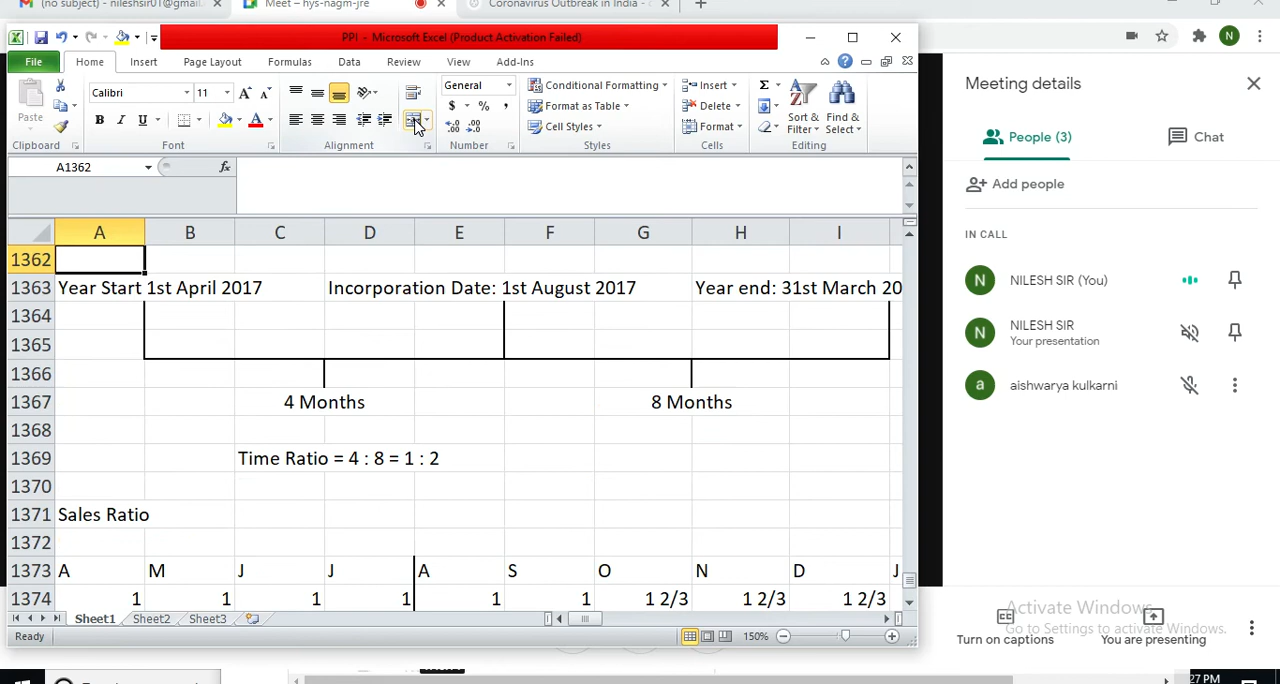 (no subject) - nileshsir01@gmail. ×
Meet – hys-nagm-jre ×
Coronavirus Outbreak in India - ×
PPI - Microsoft Excel (Product Activation Failed)
File Home Insert Page Layout Formulas Data Review View Add-Ins
Paste
Calibri 11
B I U A
General
$ % ,
Conditional Formatting
Format as Table
Cell Styles
Insert
Delete
Format
Σ
Sort & Filter
Find & Select
Clipboard Font Alignment Number Styles Cells Editing
A1362 fx
A B C D E F G H I
1362
1363 Year Start 1st April 2017 Incorporation Date: 1st August 2017 Year end: 31st March 20
1364
1365
1366
1367 4 Months 8 Months
1368
1369 Time Ratio = 4 : 8 = 1 : 2
1370
1371 Sales Ratio
1372
1373 A M J J A S O N D J
1374 1 1 1 1 1 1 1 2/3 1 2/3 1 2/3
Sheet1 Sheet2 Sheet3
Ready 150%
N
Meeting details
People (3)
Chat
Add people
IN CALL
N NILESH SIR (You)
N NILESH SIR
Your presentation
a aishwarya kulkarni
Activate Windows
Go to Settings to activate Windows.
CC
Turn on captions
You are presenting
:27 PM